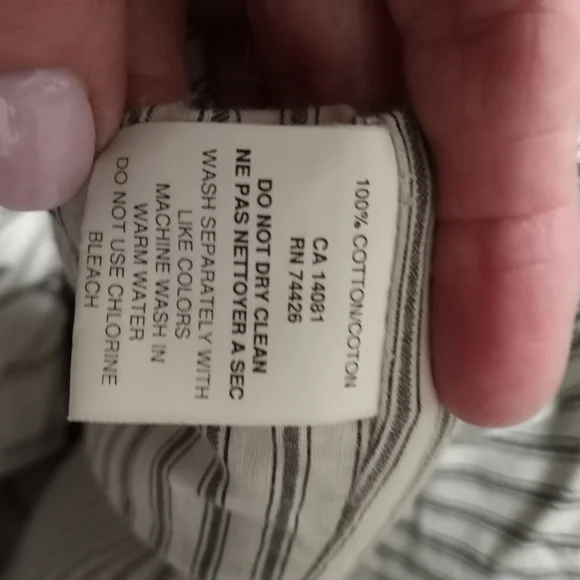 100% COTTON/COTON
CA 14081
RN 74426
DO NOT DRY CLEAN
NE PAS NETTOYER A SEC
WASH SEPARATELY WITH
LIKE COLORS
MACHINE WASH IN
WARM WATER
DO NOT USE CHLORINE
BLEACH